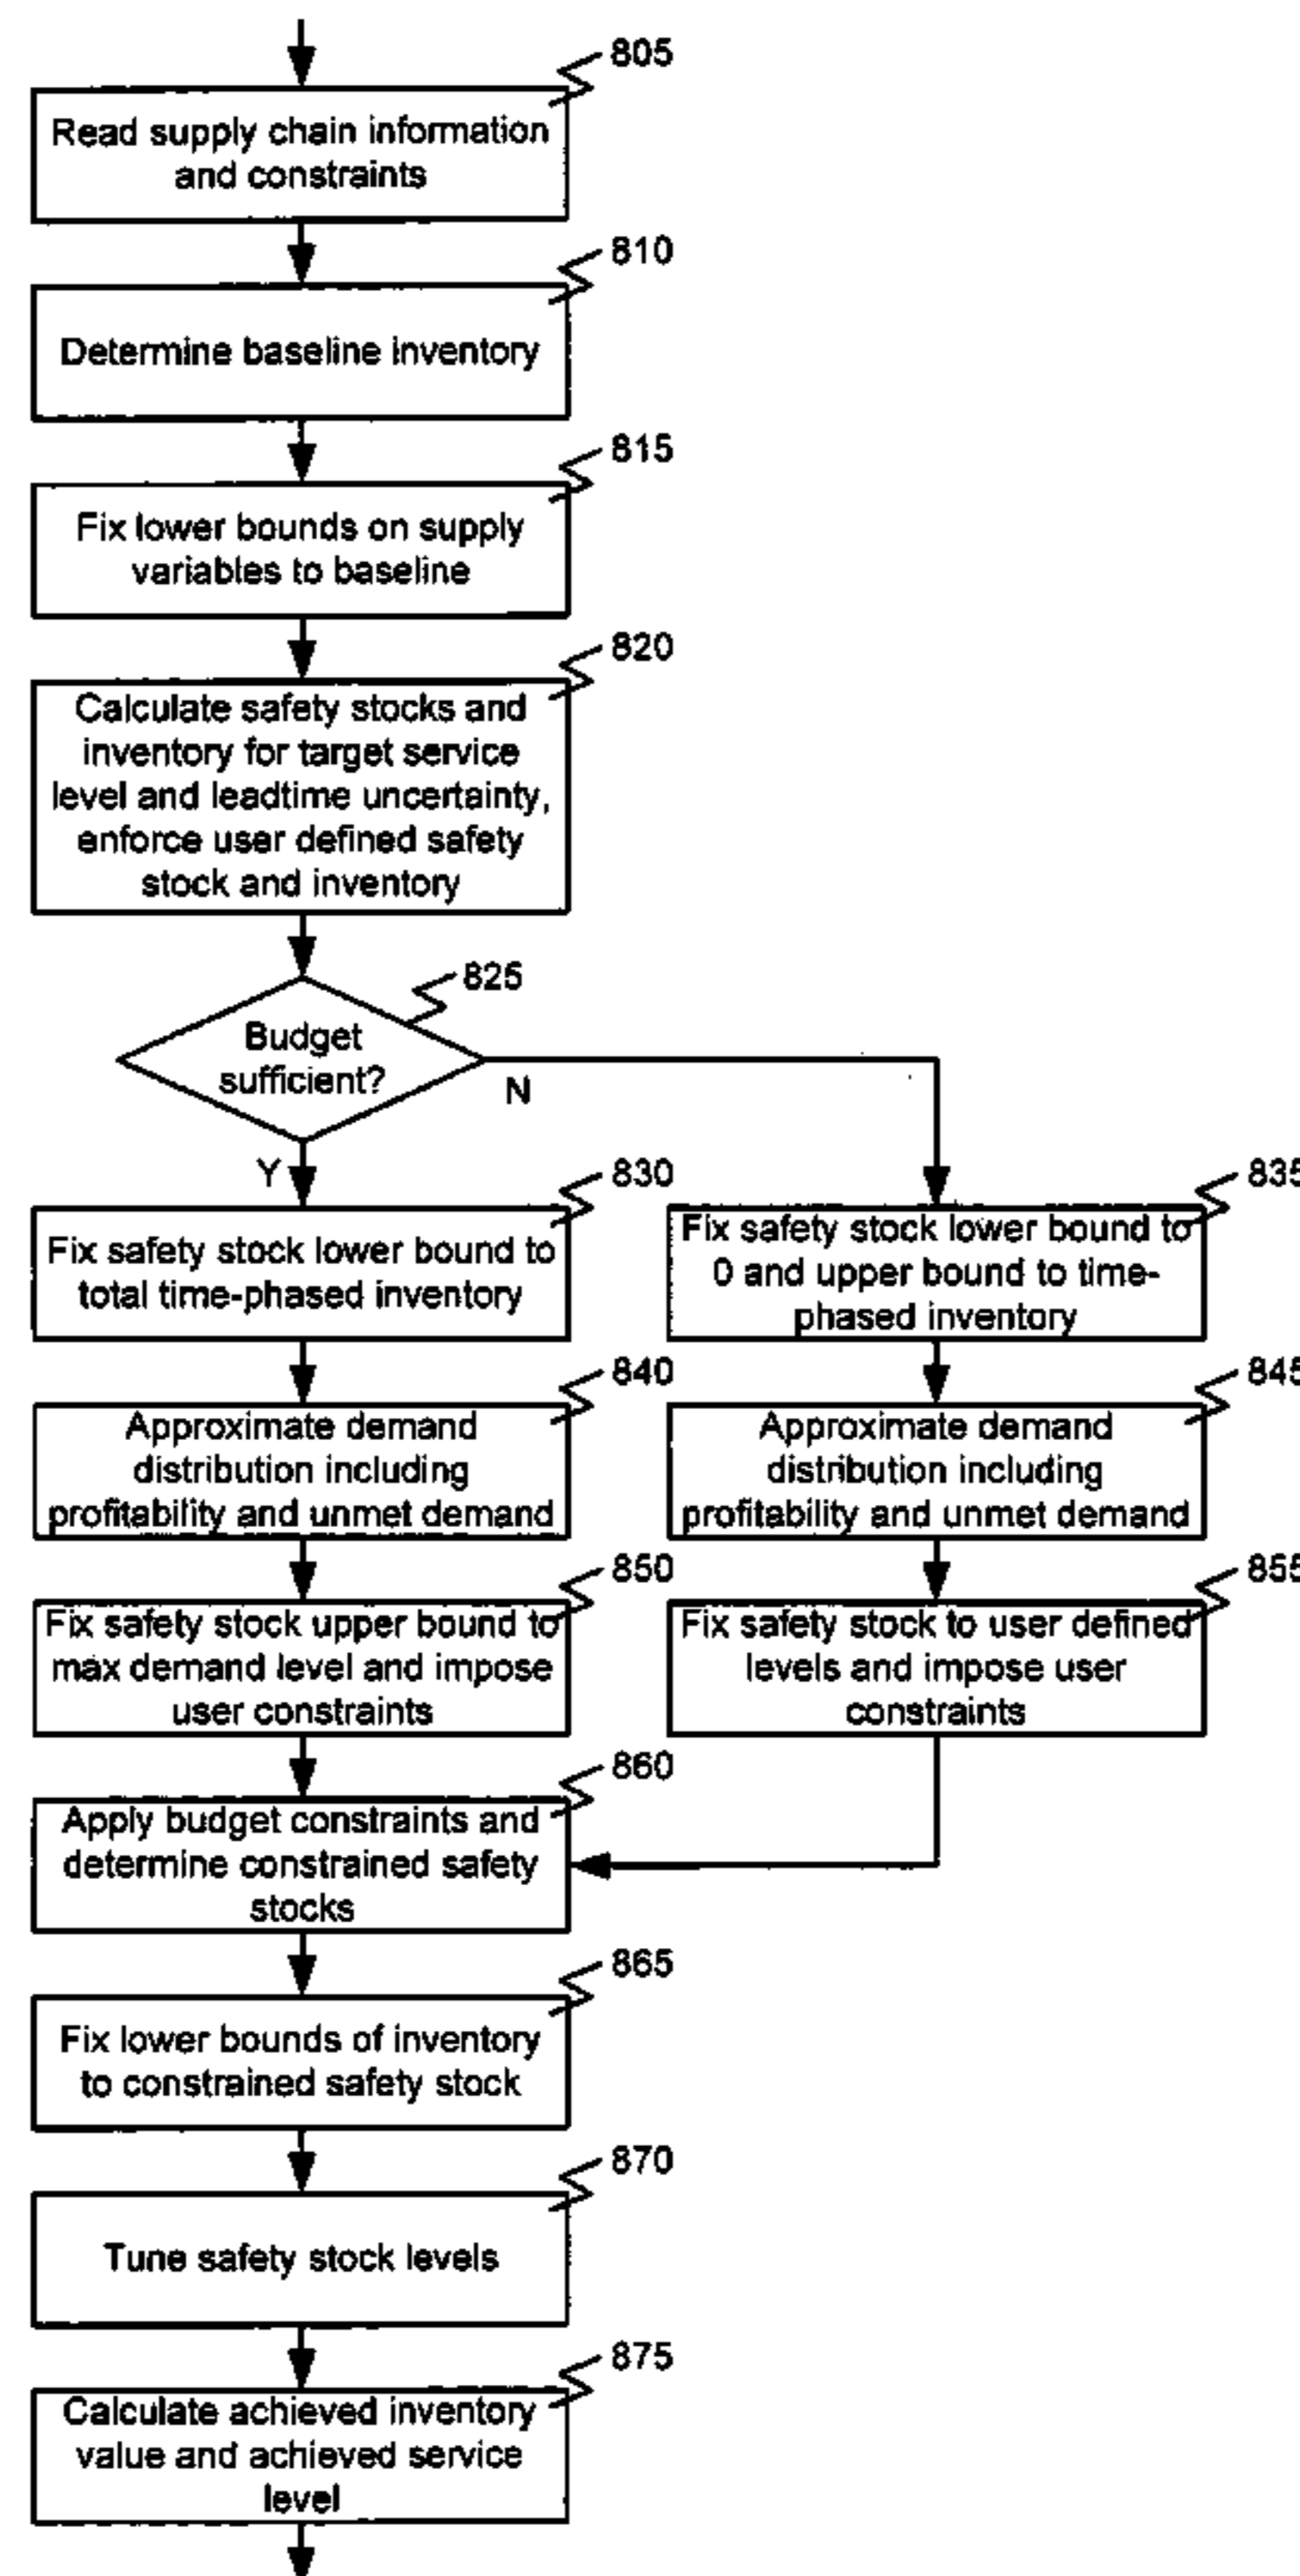 805
Read supply chain information
and constraints
810
Determine baseline inventory
815
Fix lower bounds on supply
variables to baseline
820
Calculate safety stocks and
inventory for target service
level and leadtime uncertainty,
enforce user defined safety
stock and inventory
825
Budget
sufficient?
N
Y
830
Fix safety stock lower bound to
total time-phased inventory
835
Fix safety stock lower bound to
0 and upper bound to time-
phased inventory
840
Approximate demand
distribution including
profitability and unmet demand
845
Approximate demand
distribution including
profitability and unmet demand
850
Fix safety stock upper bound to
max demand level and impose
user constraints
855
Fix safety stock to user defined
levels and impose user
constraints
860
Apply budget constraints and
determine constrained safety
stocks
865
Fix lower bounds of inventory
to constrained safety stock
870
Tune safety stock levels
875
Calculate achieved inventory
value and achieved service
level